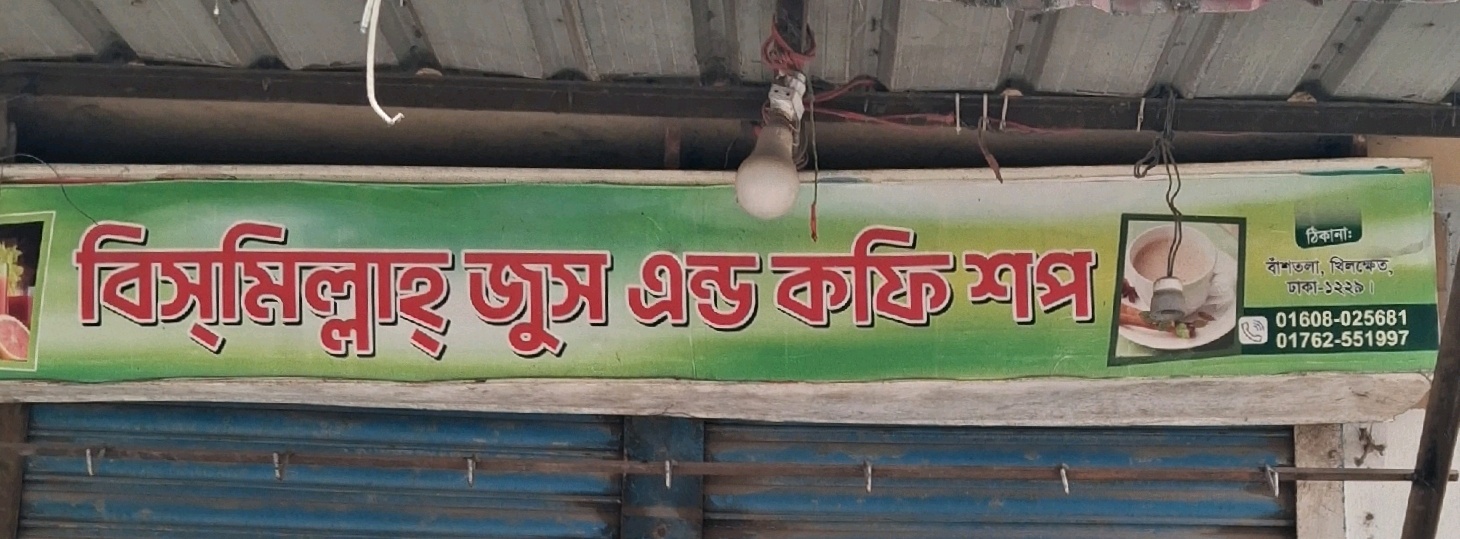 বিস্‌মিল্লাহ্‌ জুস এন্ড কফি শপ
ঠিকানা:
বাঁশতলা, খিলক্ষেত,
ঢাকা-১২২৯।
01608-025681
01762-551997